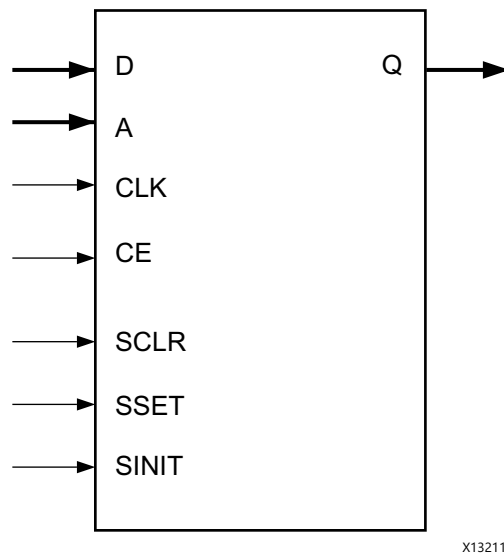 D Q
A
CLK
CE
SCLR
SSET
SINIT
X13211